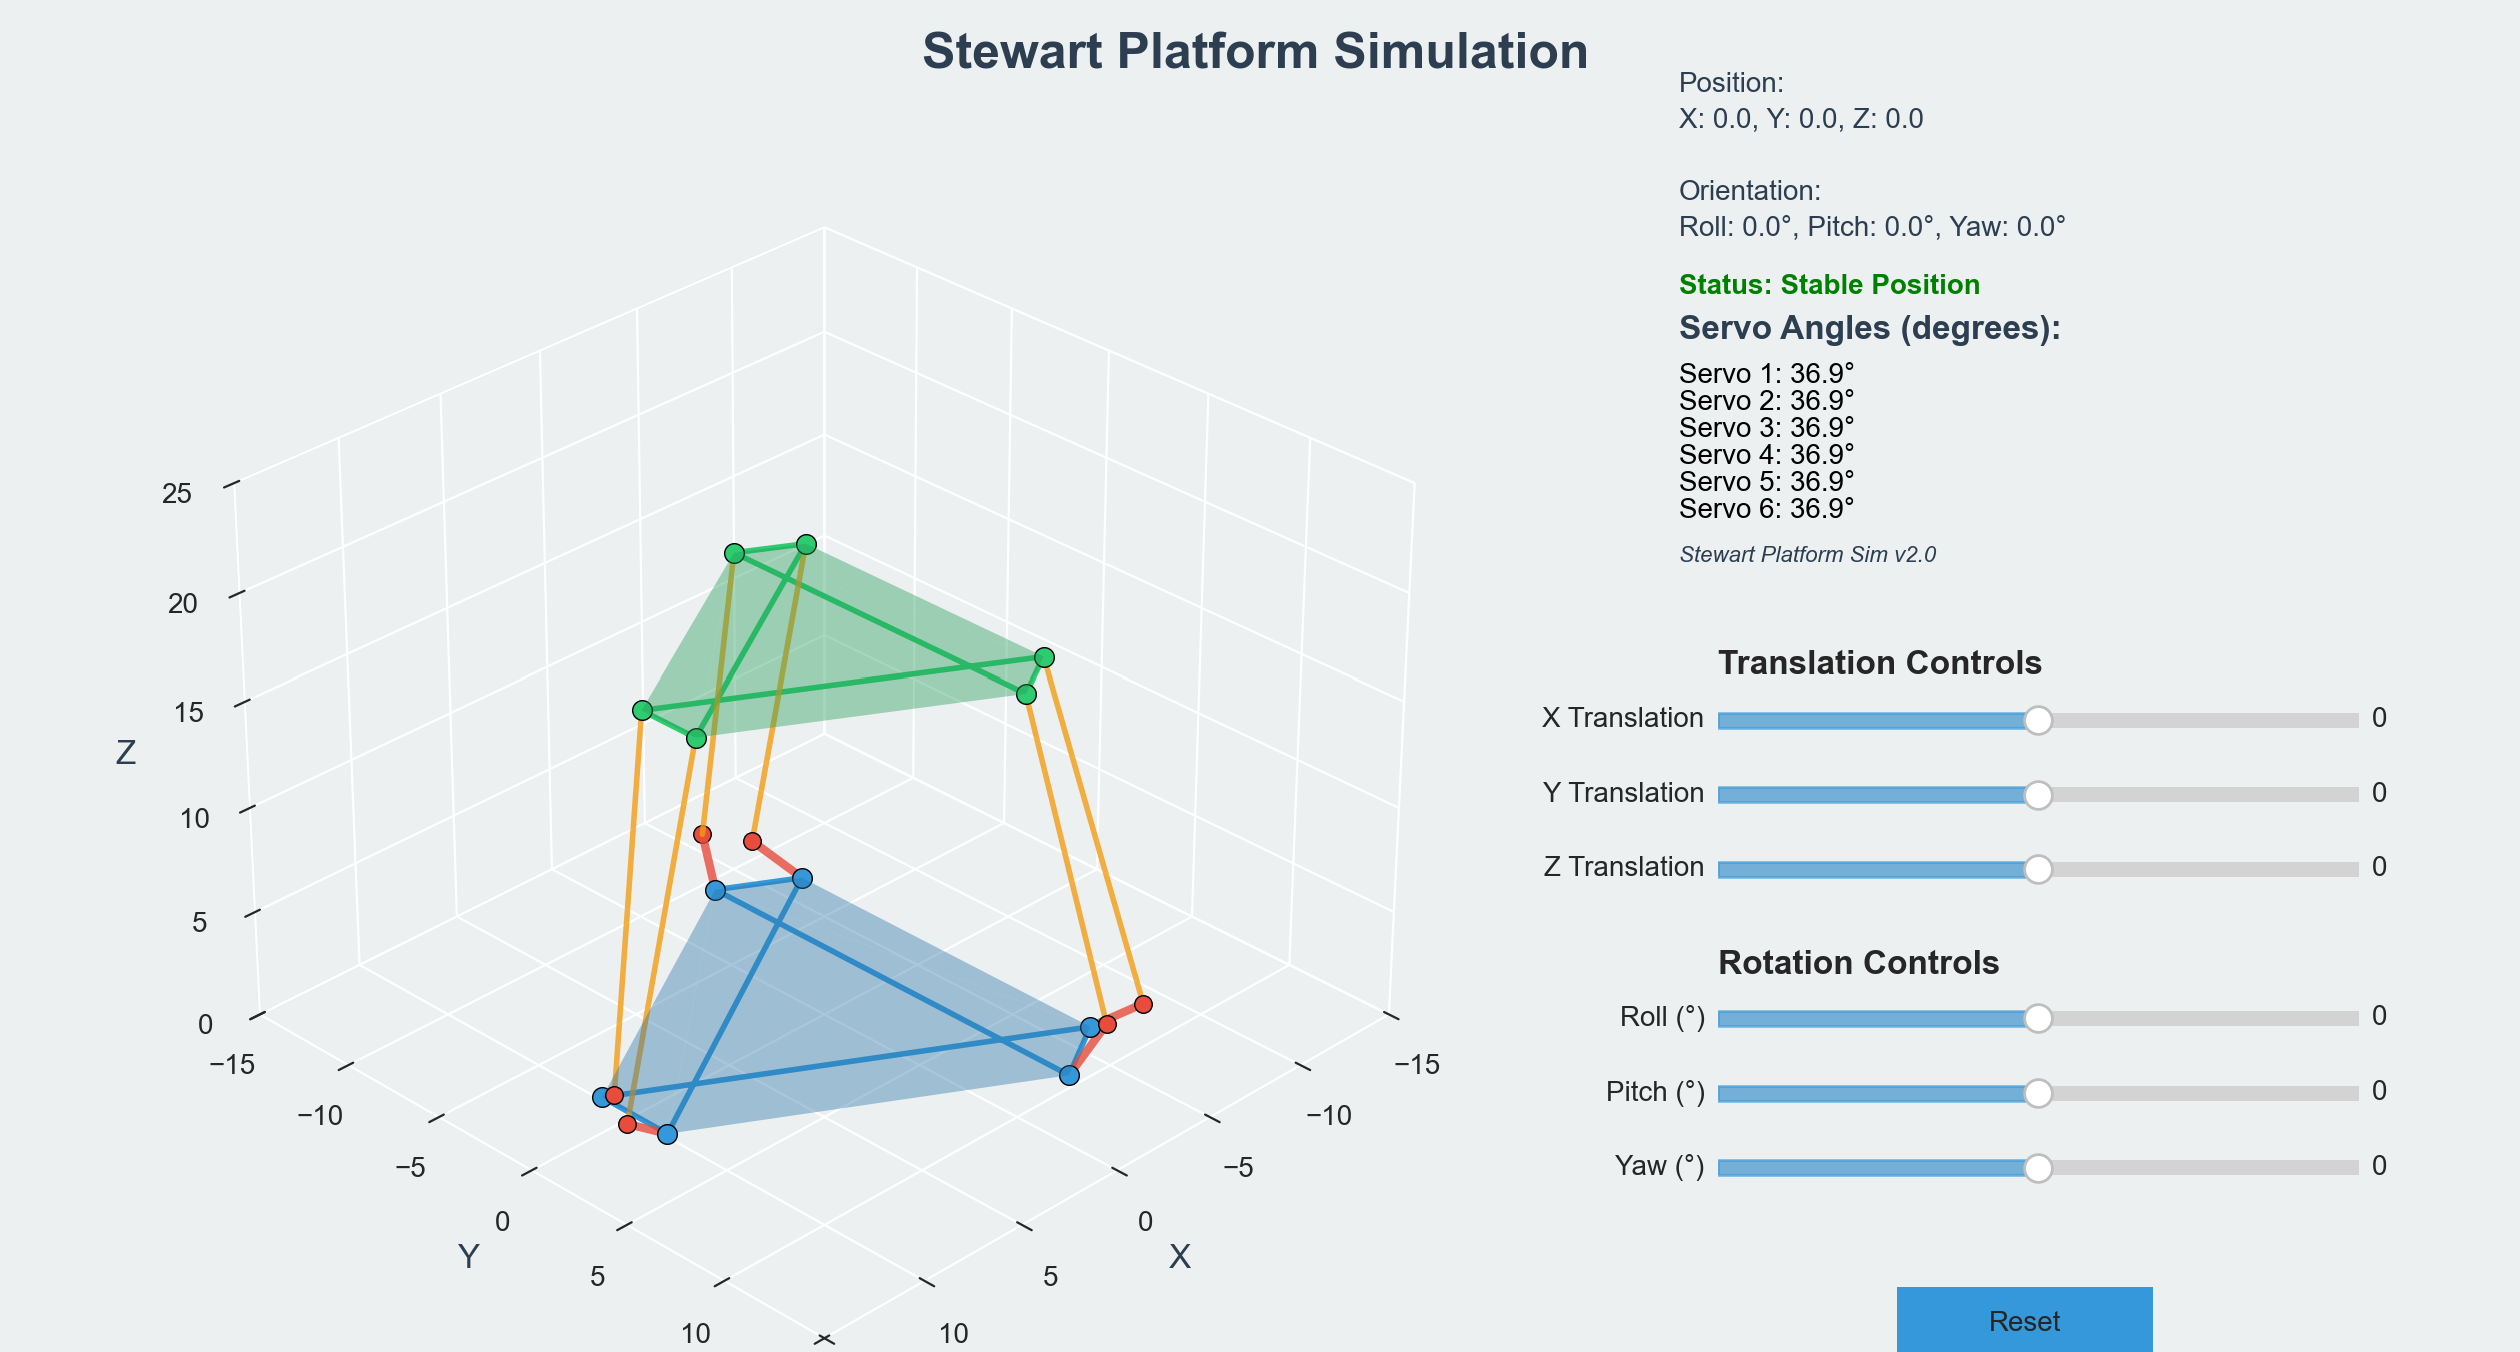 Stewart Platform Simulation
Position:
X: 0.0, Y: 0.0, Z: 0.0
Orientation:
Roll: 0.0°, Pitch: 0.0°, Yaw: 0.0°
Status: Stable Position
Servo Angles (degrees):
Servo 1: 36.9°
Servo 2: 36.9°
Servo 3: 36.9°
Servo 4: 36.9°
Servo 5: 36.9°
Servo 6: 36.9°
Stewart Platform Sim v2.0
25
20
15
10
5
0
Z
−15
−10
−5
0
5
10
Y
−15
−10
−5
0
5
10
X
Translation Controls
X Translation 0
Y Translation 0
Z Translation 0
Rotation Controls
Roll (°) 0
Pitch (°) 0
Yaw (°) 0
Reset